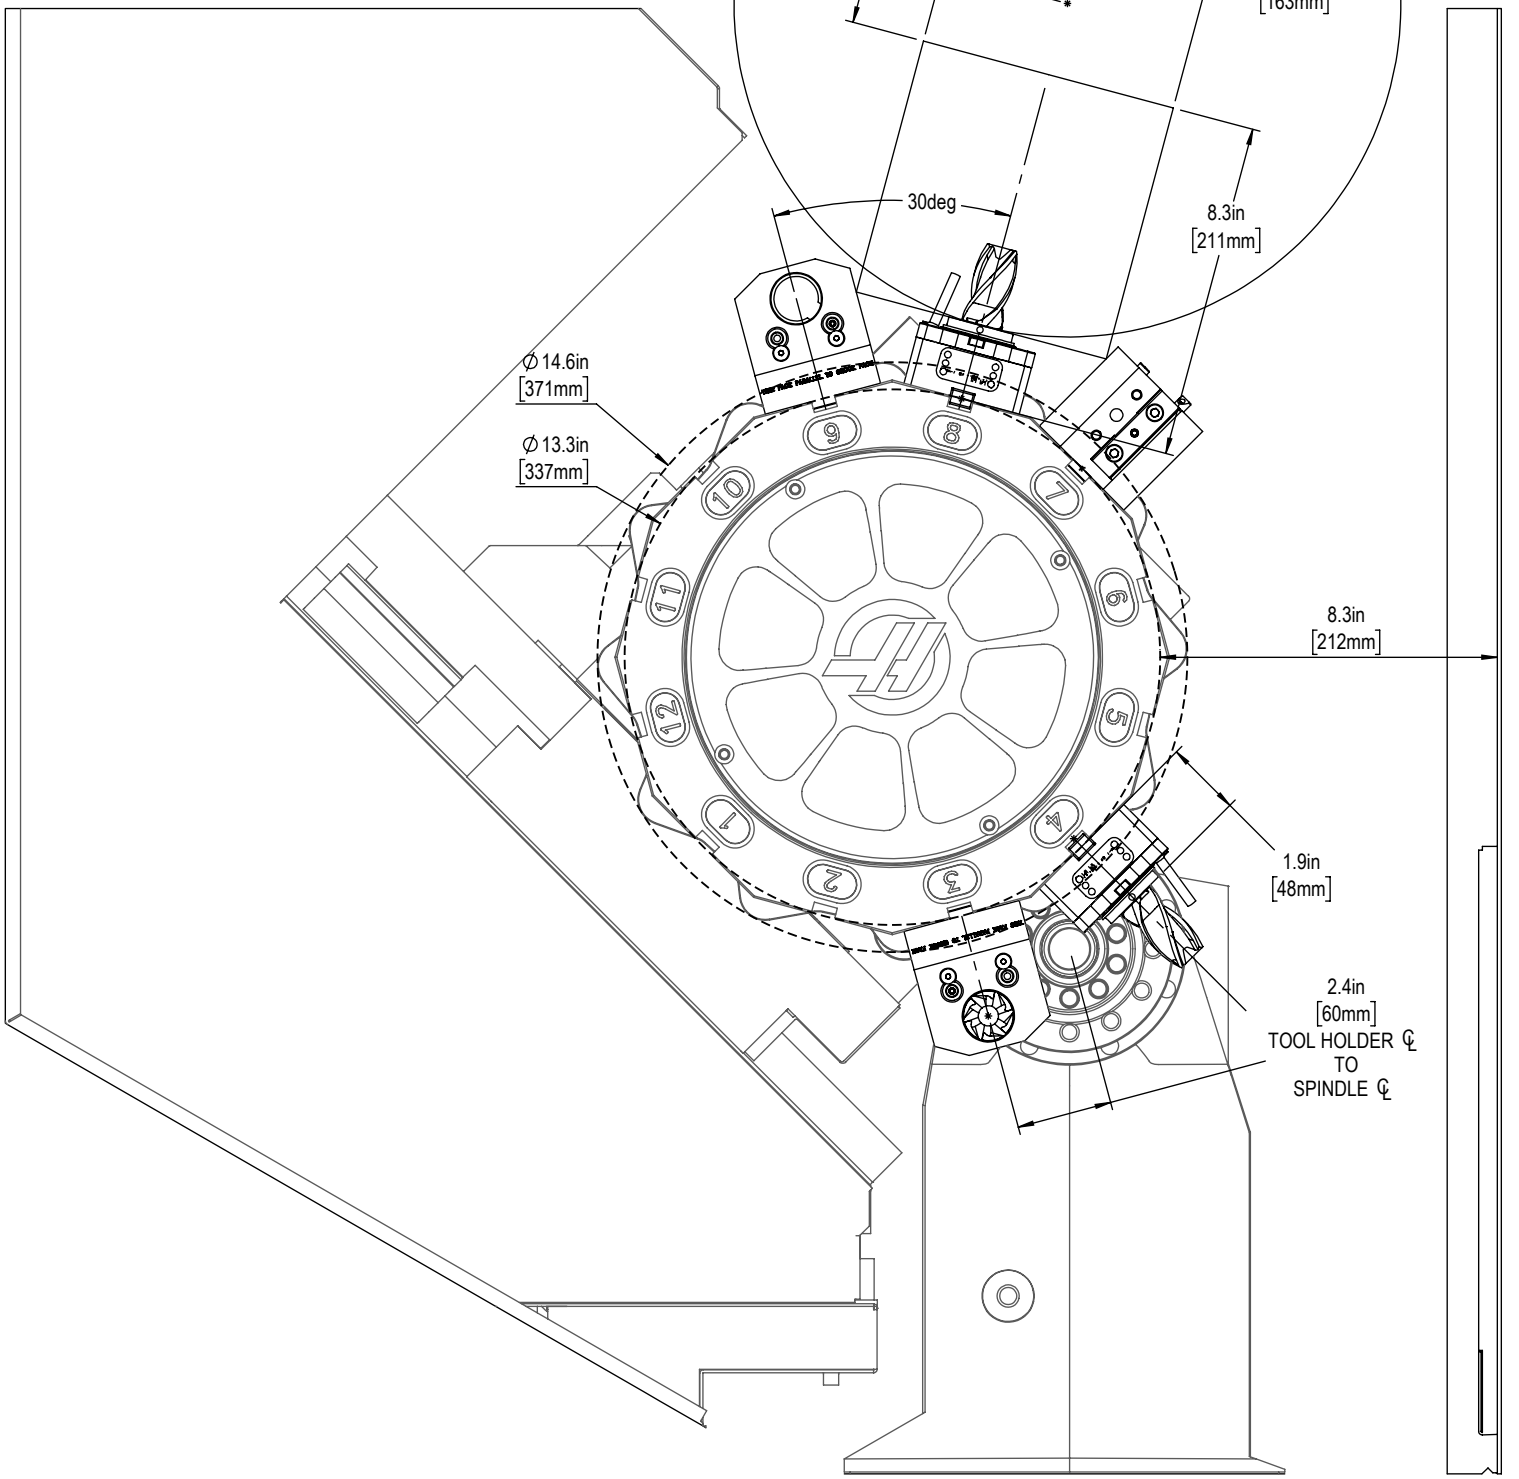 [163mm]
*
30deg
8.3in
[211mm]
Ø 14.6in
[371mm]
Ø 13.3in
[337mm]
9
8
10
7
11
6
8.3in
[212mm]
12
5
1
4
2
3
1.9in
[48mm]
2.4in
[60mm]
TOOL HOLDER ℄
TO
SPINDLE ℄